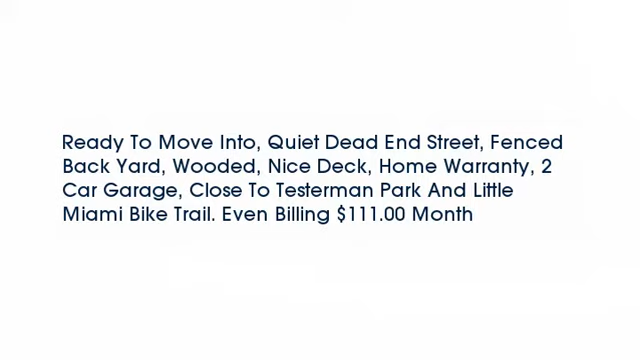 Ready To Move Into, Quiet Dead End Street, Fenced
Back Yard, Wooded, Nice Deck, Home Warranty, 2
Car Garage, Close To Testerman Park And Little
Miami Bike Trail. Even Billing $111.00 Month